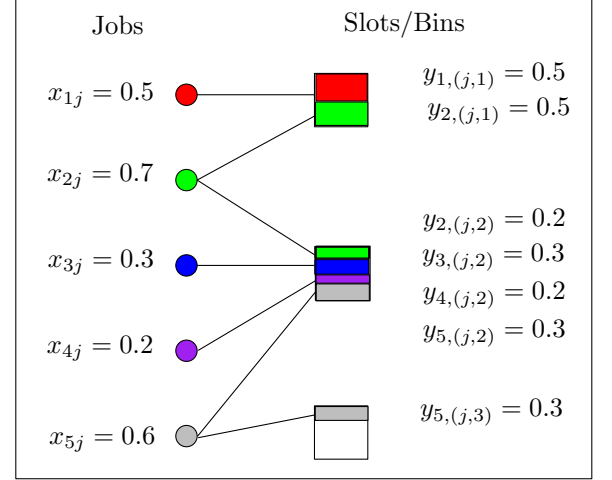 Jobs Slots/Bins
x_{1j} = 0.5 y_{1,(j,1)} = 0.5
y_{2,(j,1)} = 0.5
x_{2j} = 0.7
y_{2,(j,2)} = 0.2
x_{3j} = 0.3 y_{3,(j,2)} = 0.3
y_{4,(j,2)} = 0.2
y_{5,(j,2)} = 0.3
x_{4j} = 0.2
y_{5,(j,3)} = 0.3
x_{5j} = 0.6